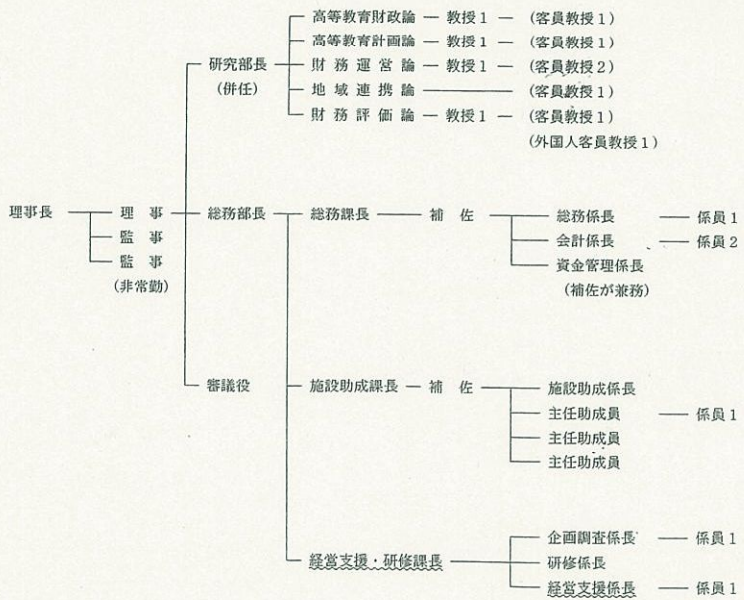 高等教育財政論 教授1 (客員教授1)
高等教育計画論 教授1 (客員教授1)
研究部長 財務運営論 教授1 (客員教授2)
(併任) 地域連携論 (客員教授1)
財務評価論 教授1 (客員教授1)
(外国人客員教授1)
理事長 理事 総務部長 総務課長 補佐 総務係長 係員1
監事 会計係長 係員2
監事 資金管理係長
(非常勤) (補佐が兼務)
審議役 施設助成課長 補佐 施設助成係長
主任助成員 係員1
主任助成員
主任助成員
企画調査係長 係員1
経営支援・研修課長 研修係長
経営支援係長 係員1